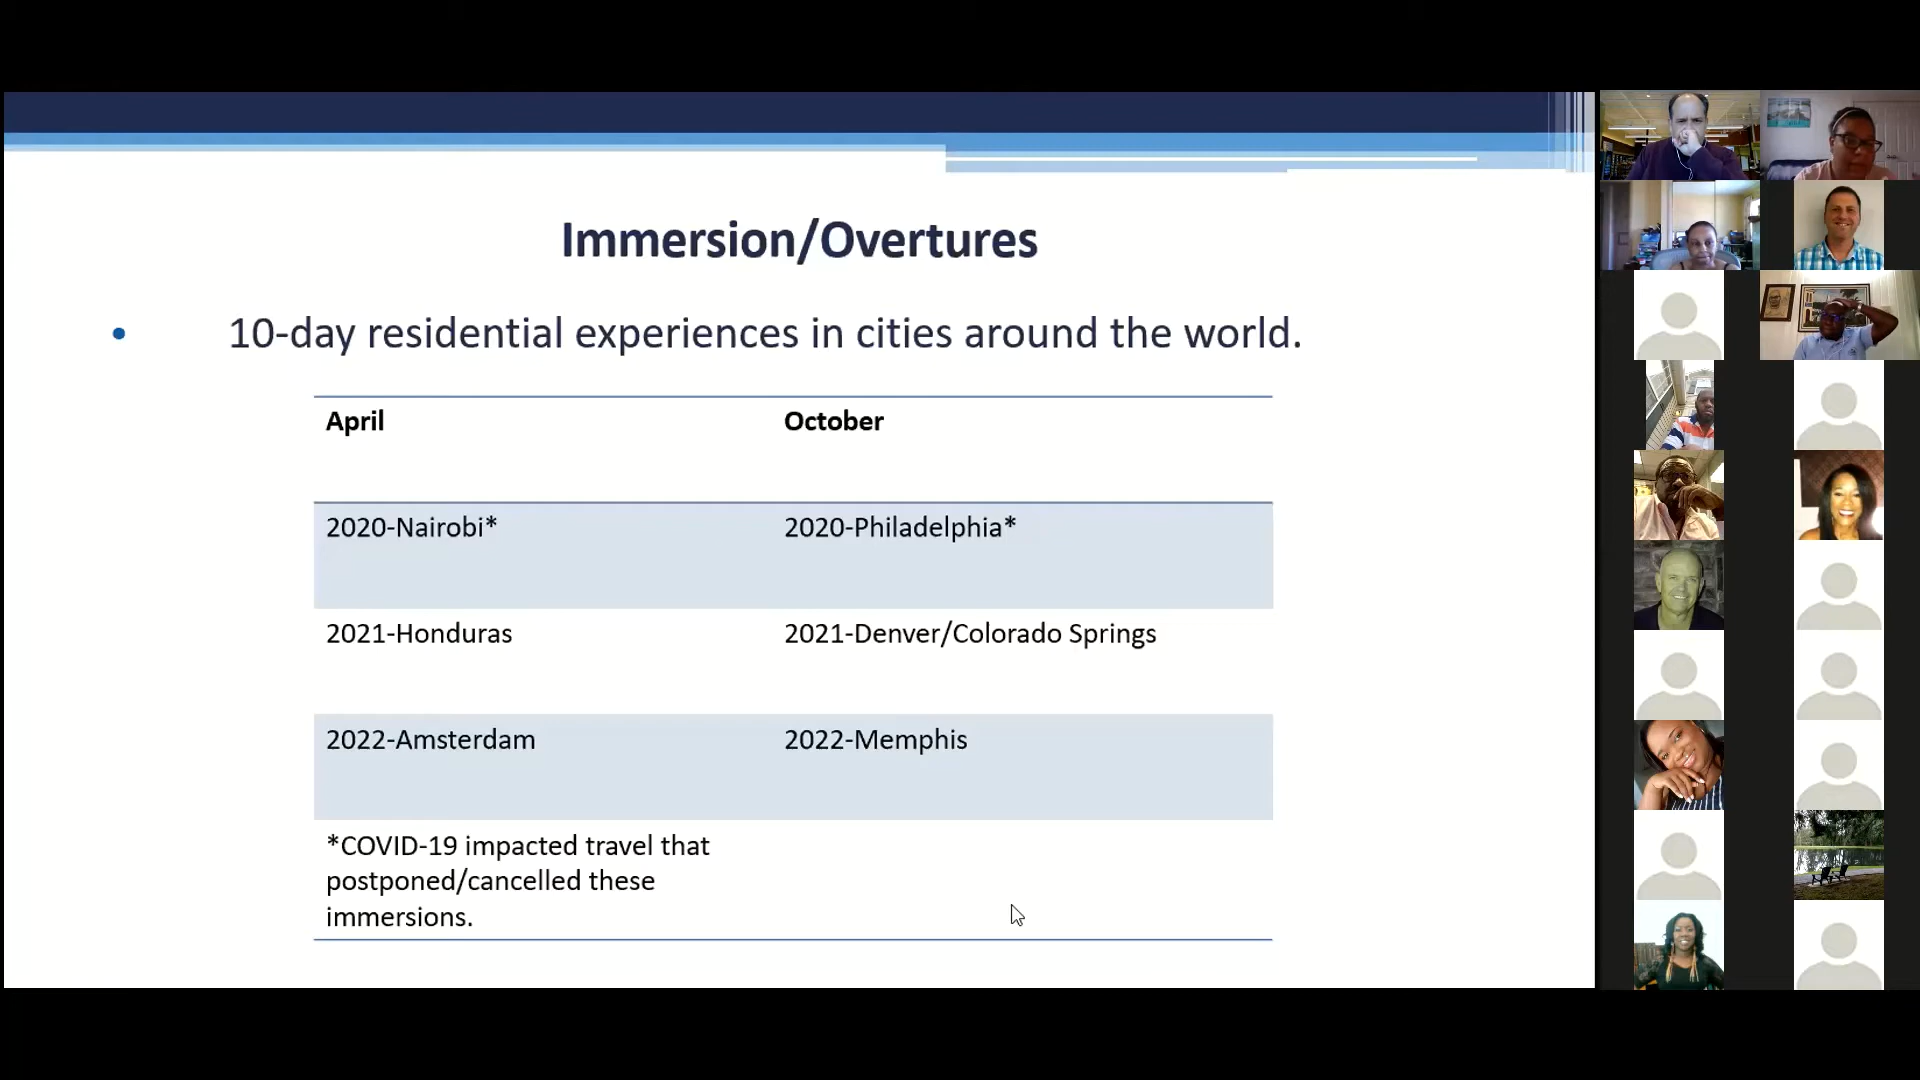 Immersion/Overtures
• 10-day residential experiences in cities around the world.
April October
2020-Nairobi* 2020-Philadelphia*
2021-Honduras 2021-Denver/Colorado Springs
2022-Amsterdam 2022-Memphis
*COVID-19 impacted travel that
postponed/cancelled these
immersions.